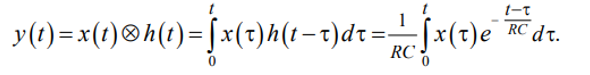 y(t) = x(t) ⊗ h(t) = ∫₀ᵗ x(τ)h(t − τ)dτ = 1/RC ∫₀ᵗ x(τ)e^(−(t−τ)/RC) dτ.